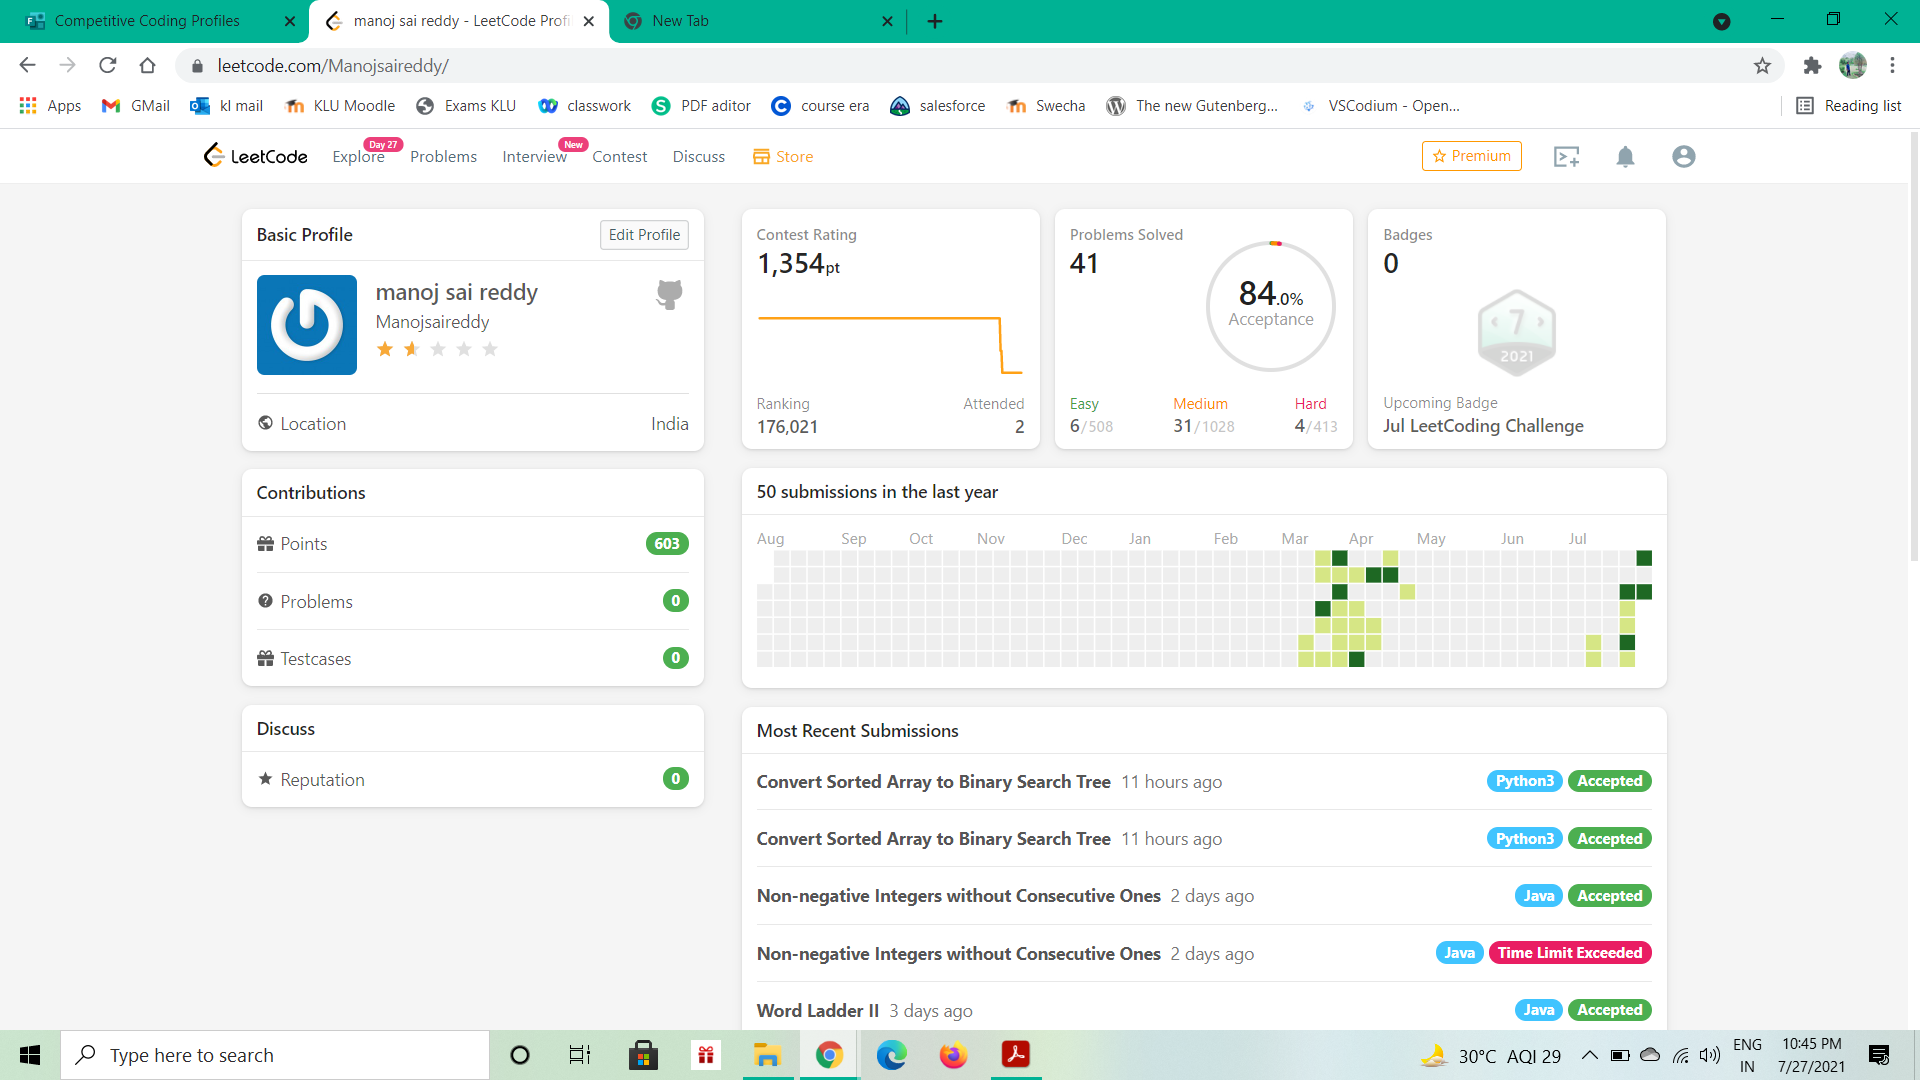 Competitive Coding Profiles
manoj sai reddy - LeetCode Profi
New Tab
leetcode.com/Manojsaireddy/
Apps
GMail
kl mail
KLU Moodle
Exams KLU
classwork
PDF aditor
course era
salesforce
Swecha
The new Gutenberg...
VSCodium - Open...
Reading list
LeetCode
Explore
Day 27
Problems
Interview
New
Contest
Discuss
Store
Premium
Basic Profile
Edit Profile
manoj sai reddy
Manojsaireddy
Location
India
Contributions
Points
603
Problems
0
Testcases
0
Discuss
Reputation
0
Contest Rating
1,354pt
Ranking
176,021
Attended
2
Problems Solved
41
84.0%
Acceptance
Easy
6/508
Medium
31/1028
Hard
4/413
Badges
0
7
2021
Upcoming Badge
Jul LeetCoding Challenge
50 submissions in the last year
Aug Sep Oct Nov Dec Jan Feb Mar Apr May Jun Jul
Most Recent Submissions
Convert Sorted Array to Binary Search Tree 11 hours ago Python3 Accepted
Convert Sorted Array to Binary Search Tree 11 hours ago Python3 Accepted
Non-negative Integers without Consecutive Ones 2 days ago Java Accepted
Non-negative Integers without Consecutive Ones 2 days ago Java Time Limit Exceeded
Word Ladder II 3 days ago Java Accepted
Type here to search
30°C AQI 29
ENG
IN
10:45 PM
7/27/2021